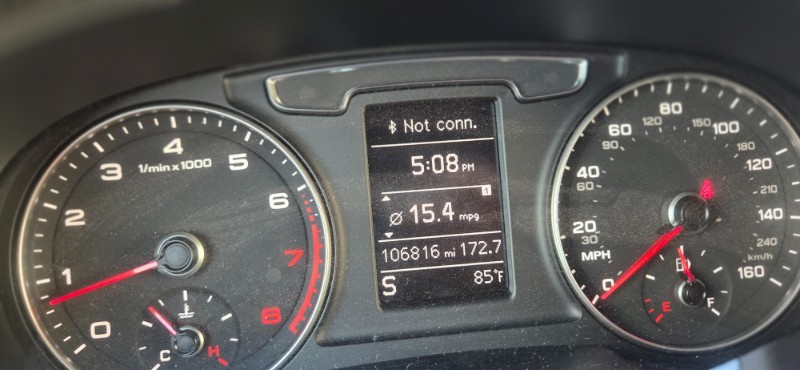 1/min x 1000
0
1
2
3
4
5
6
7
8
C
H
Not conn.
5:08 PM
1
ø 15.4 mpg
106816 mi 172.7
S
85°F
0
20
30
40
60
60
90
80
120
100
150
120
180
140
210
160
240
MPH
km/h
E
F